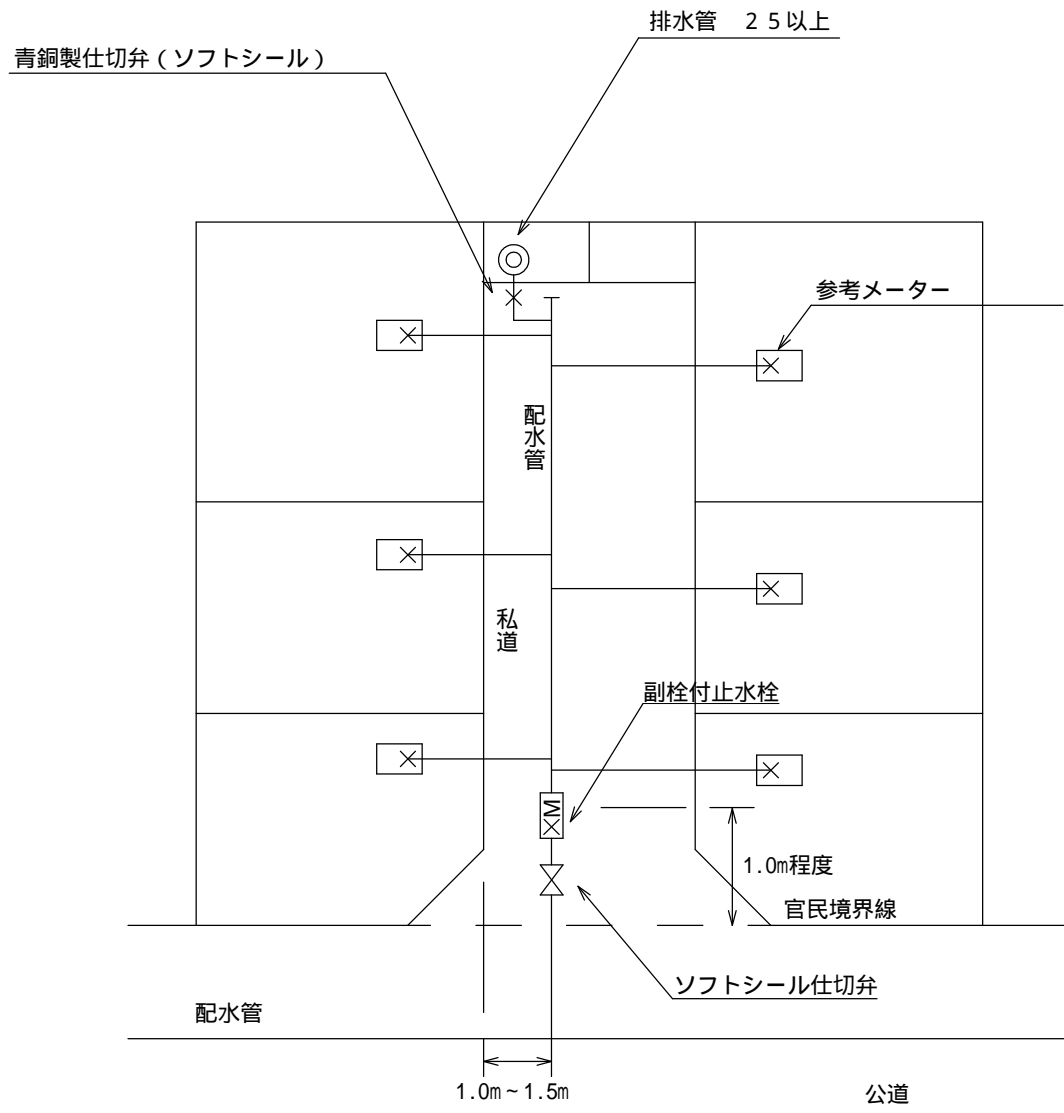 排水管　２５以上
青銅製仕切弁（ソフトシール）
参考メーター
配水管
私道
副栓付止水栓
M
1.0m程度
官民境界線
ソフトシール仕切弁
配水管
1.0m~1.5m
公道